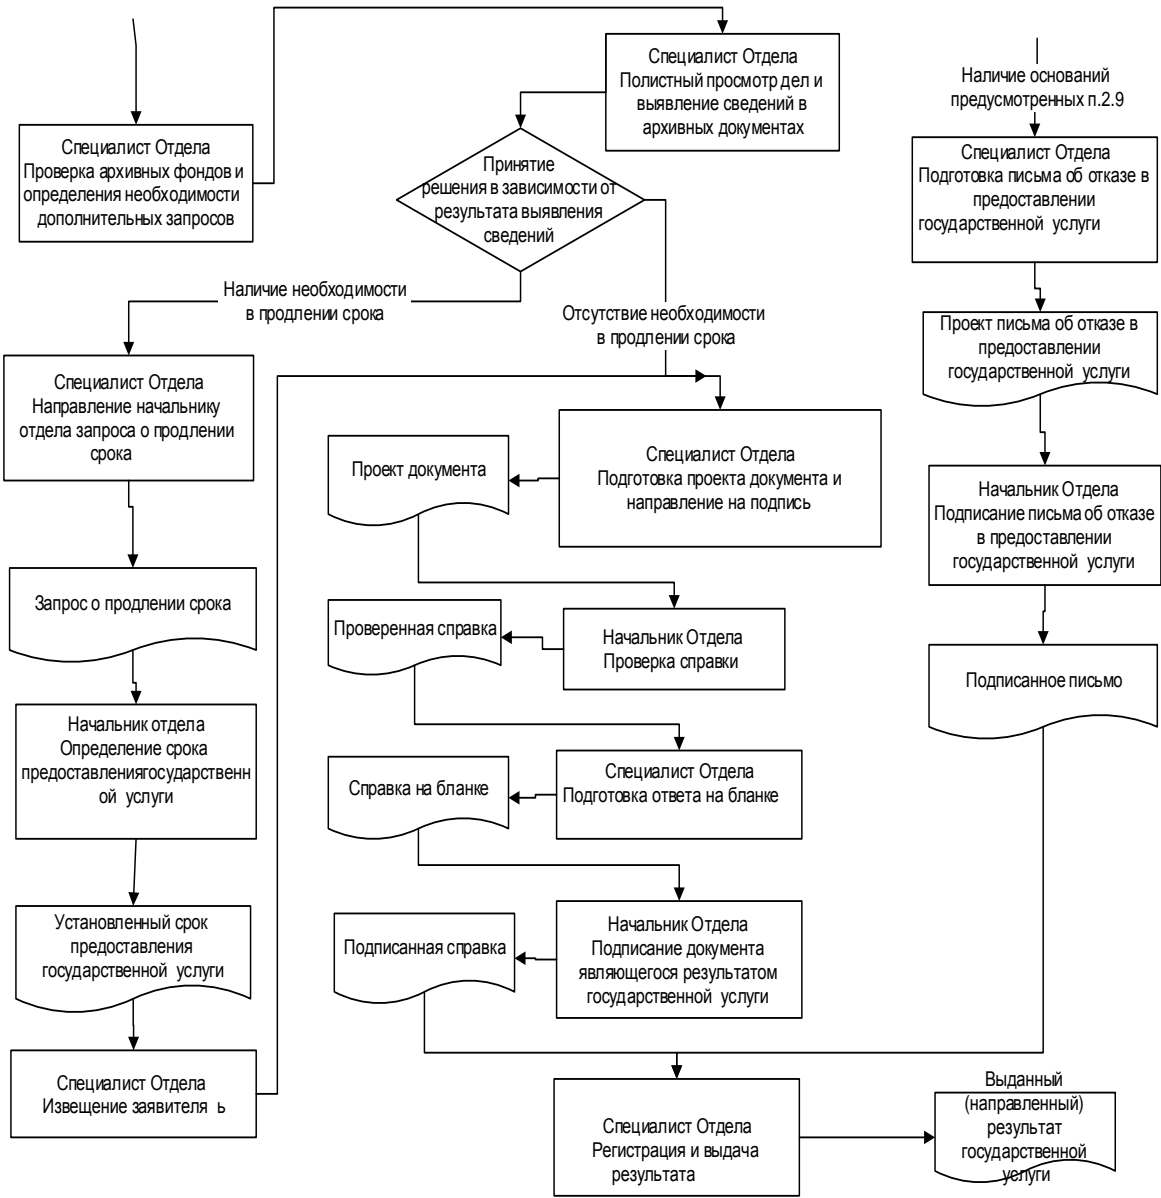 Специалист Отдела
Проверка архивных фондов и
определения необходимости
дополнительных запросов
Специалист Отдела
Полистный просмотр дел и
выявление сведений в
архивных документах
Принятие
решения в зависимости от
результата выявления
сведений
Наличие необходимости
в продлении срока
Отсутствие необходимости
в продлении срока
Специалист Отдела
Направление начальнику
отдела запроса о продлении
срока
Запрос о продлении срока
Начальник отдела
Определение срока
предоставлениягосударственн
ой услуги
Установленный срок
предоставления
государственной услуги
Специалист Отдела
Извещение заявителя ь
Специалист Отдела
Подготовка проекта документа и
направление на подпись
Проект документа
Начальник Отдела
Проверка справки
Проверенная справка
Специалист Отдела
Подготовка ответа на бланке
Справка на бланке
Начальник Отдела
Подписание документа
являющегося результатом
государственной услуги
Подписанная справка
Наличие оснований
предусмотренных п.2.9
Специалист Отдела
Подготовка письма об отказе в
предоставлении
государственной услуги
Проект письма об отказе в
предоставлении
государственной услуги
Начальник Отдела
Подписание письма об отказе
в предоставлении
государственной услуги
Подписанное письмо
Специалист Отдела
Регистрация и выдача
результата
Выданный
(направленный)
результат
государственной
услуги